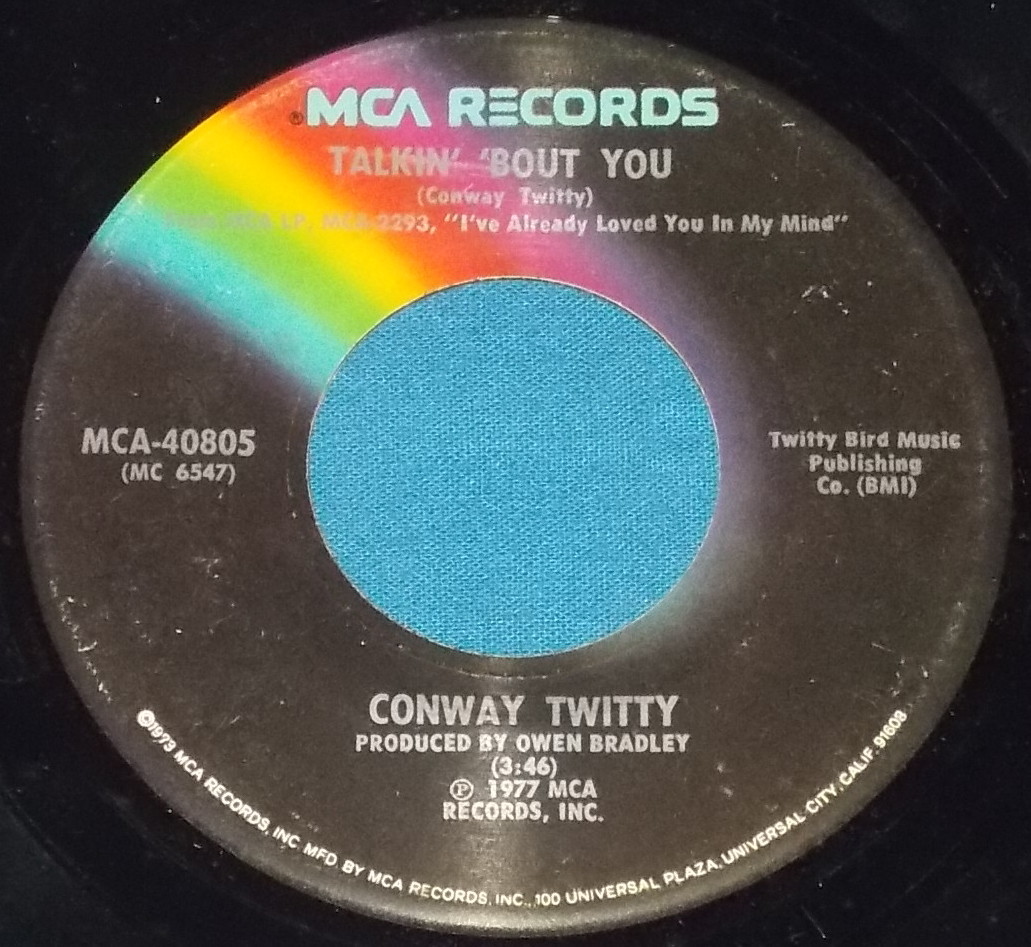 ® MCA RECORDS
TALKIN' 'BOUT YOU
(Conway Twitty)
From MCA LP, MCA-2293, "I've Already Loved You In My Mind"
MCA-40805
(MC 6547)
Twitty Bird Music
Publishing
Co. (BMI)
CONWAY TWITTY
PRODUCED BY OWEN BRADLEY
(3:46)
℗ 1977 MCA
RECORDS, INC.
©1973 MCA RECORDS, INC. MFD. BY MCA RECORDS, INC., 100 UNIVERSAL PLAZA, UNIVERSAL CITY, CALIF. 91608